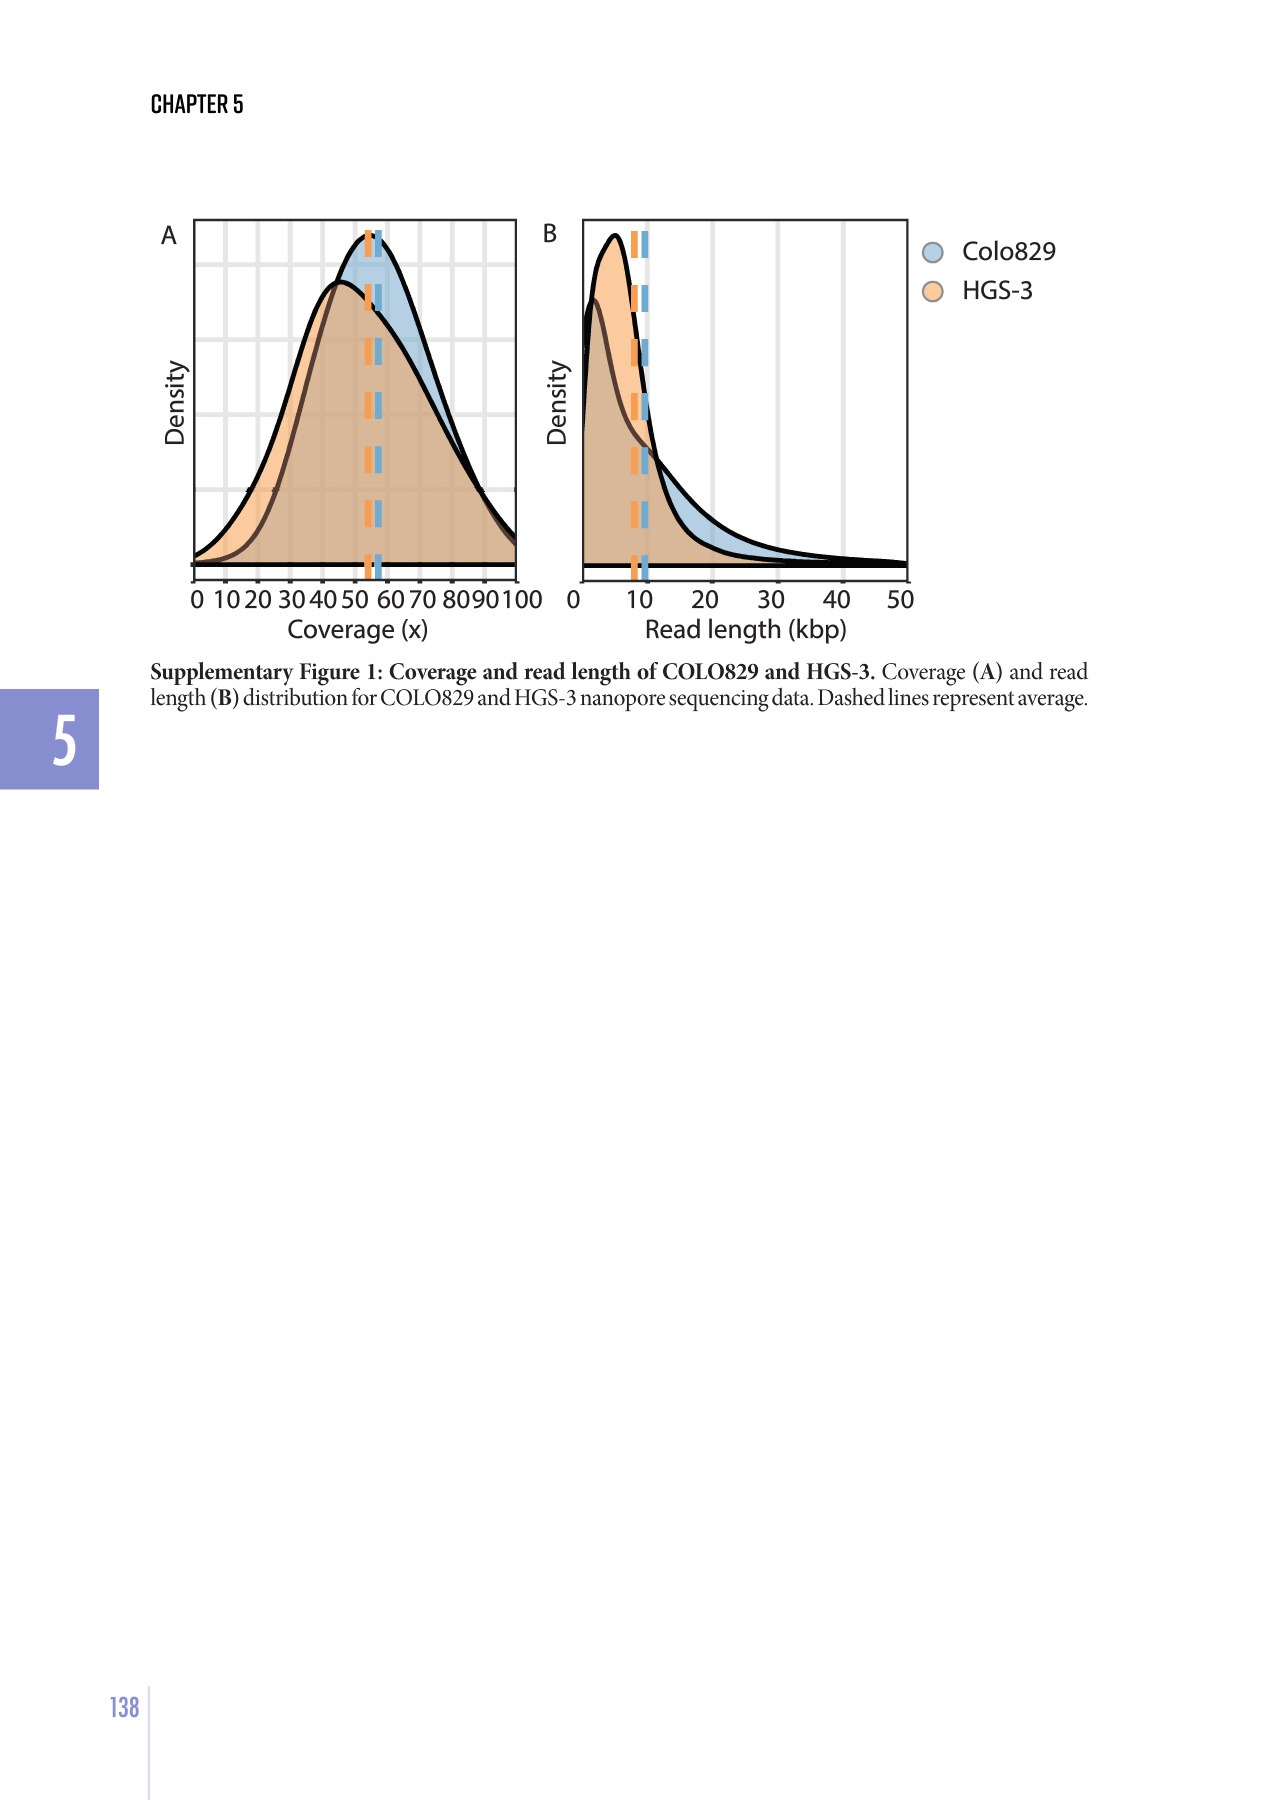 CHAPTER 5
A
B
Colo829
HGS-3
Density
Density
0 10 20 30 40 50 60 70 80 90 100
0 10 20 30 40 50
Coverage (x)
Read length (kbp)
Supplementary Figure 1: Coverage and read length of COLO829 and HGS-3. Coverage (A) and read
length (B) distribution for COLO829 and HGS-3 nanopore sequencing data. Dashed lines represent average.
5
138